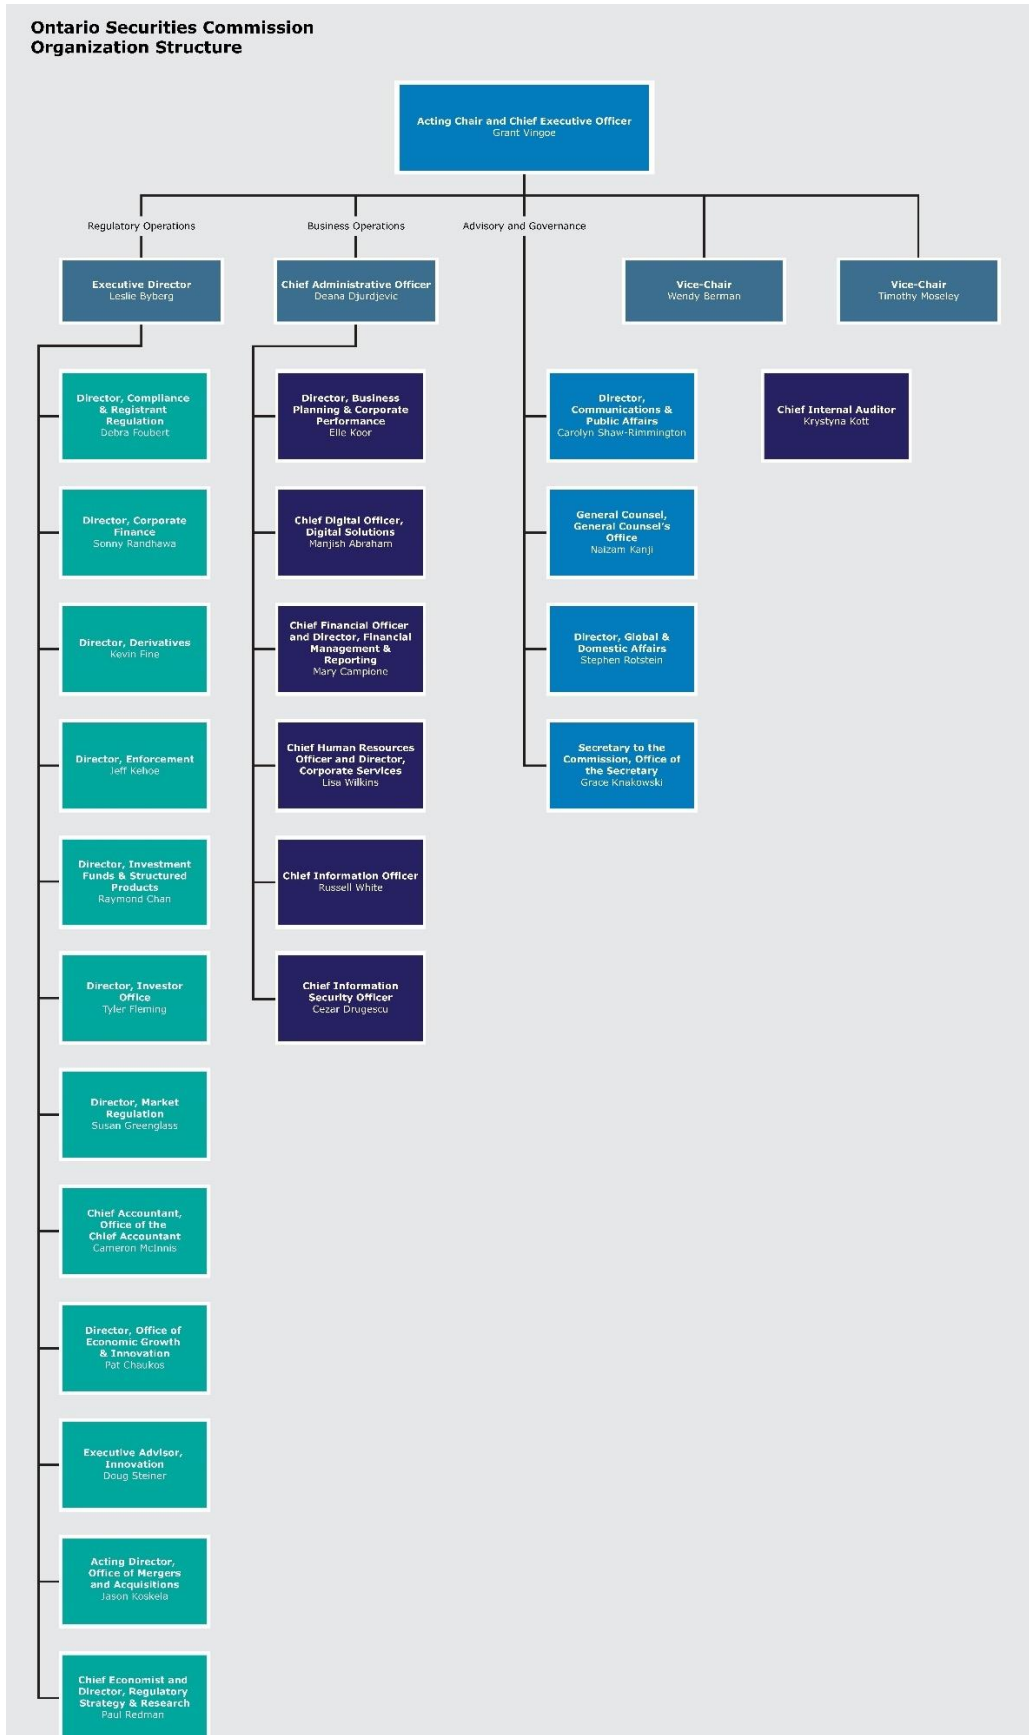 Ontario Securities Commission
Organization Structure
Acting Chair and Chief Executive Officer
Grant Vingoe
Regulatory Operations
Business Operations
Advisory and Governance
Executive Director
Leslie Byberg
Chief Administrative Officer
Deana Djurdjevic
Vice-Chair
Wendy Berman
Vice-Chair
Timothy Moseley
Director, Compliance
& Registrant
Regulation
Debra Foubert
Director, Business
Planning & Corporate
Performance
Elle Koor
Director,
Communications &
Public Affairs
Carolyn Shaw-Rimmington
Chief Internal Auditor
Krystyna Kott
Director, Corporate
Finance
Sonny Randhawa
Chief Digital Officer,
Digital Solutions
Manjish Abraham
General Counsel,
General Counsel's
Office
Naizam Kanji
Director, Derivatives
Kevin Fine
Chief Financial Officer
and Director, Financial
Management &
Reporting
Mary Campione
Director, Global &
Domestic Affairs
Stephen Rotstein
Director, Enforcement
Jeff Kehoe
Chief Human Resources
Officer and Director,
Corporate Services
Lisa Wilkins
Secretary to the
Commission, Office of
the Secretary
Grace Knakowski
Director, Investment
Funds & Structured
Products
Raymond Chan
Chief Information Officer
Russell White
Director, Investor
Office
Tyler Fleming
Chief Information
Security Officer
Cezar Drugescu
Director, Market
Regulation
Susan Greenglass
Chief Accountant,
Office of the
Chief Accountant
Cameron McInnis
Director, Office of
Economic Growth
& Innovation
Pat Chaukos
Executive Advisor,
Innovation
Doug Steiner
Acting Director,
Office of Mergers
and Acquisitions
Jason Koskela
Chief Economist and
Director, Regulatory
Strategy & Research
Paul Redman